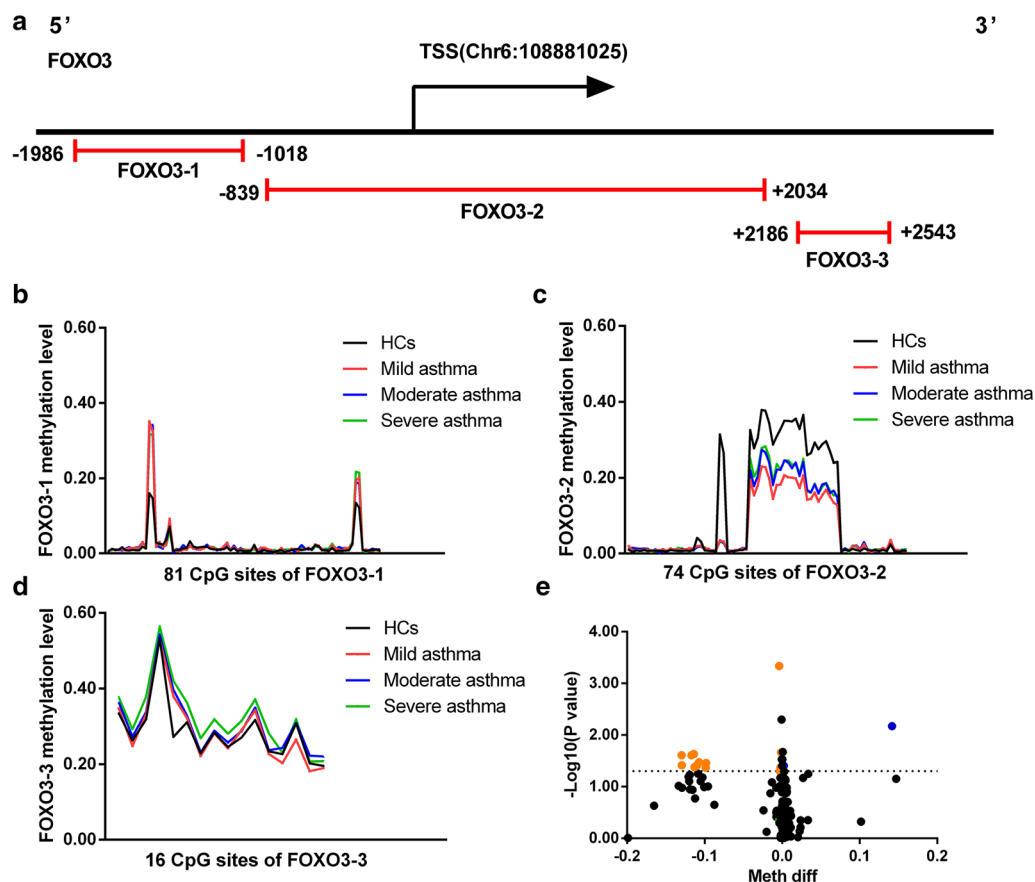 a
5’
3’
FOXO3
TSS(Chr6:108881025)
-1986
-1018
FOXO3-1
-839
+2034
FOXO3-2
+2186
+2543
FOXO3-3
b
FOXO3-1 methylation level
0.60
0.40
0.20
0.00
HCs
Mild asthma
Moderate asthma
Severe asthma
81 CpG sites of FOXO3-1
c
FOXO3-2 methylation level
0.60
0.40
0.20
0.00
HCs
Mild asthma
Moderate asthma
Severe asthma
74 CpG sites of FOXO3-2
d
FOXO3-3 methylation level
0.60
0.40
0.20
0.00
HCs
Mild asthma
Moderate asthma
Severe asthma
16 CpG sites of FOXO3-3
e
-Log10(P value)
4.00
3.00
2.00
1.00
0.00
-0.2
-0.1
0.0
0.1
0.2
Meth diff